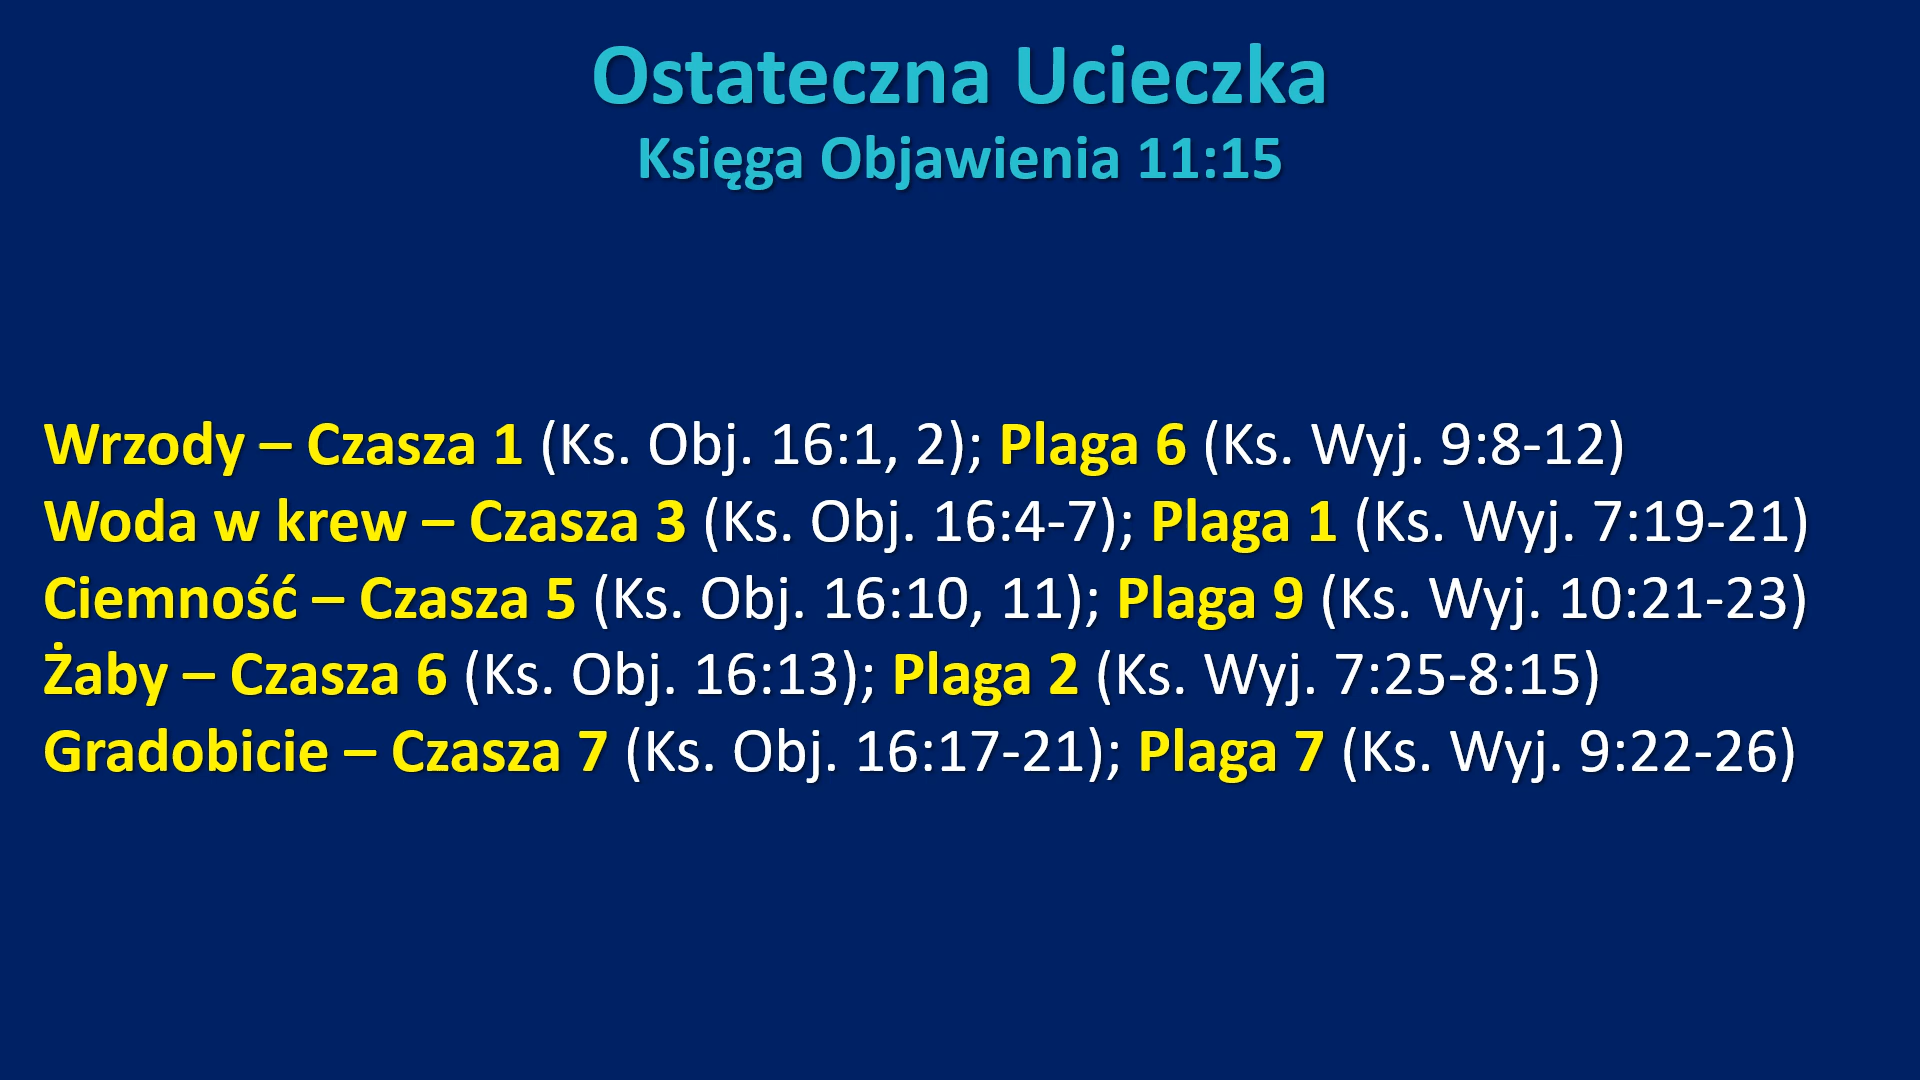 Ostateczna Ucieczka
Księga Objawienia 11:15
Wrzody – Czasza 1 (Ks. Obj. 16:1, 2); Plaga 6 (Ks. Wyj. 9:8-12)
Woda w krew – Czasza 3 (Ks. Obj. 16:4-7); Plaga 1 (Ks. Wyj. 7:19-21)
Ciemność – Czasza 5 (Ks. Obj. 16:10, 11); Plaga 9 (Ks. Wyj. 10:21-23)
Żaby – Czasza 6 (Ks. Obj. 16:13); Plaga 2 (Ks. Wyj. 7:25-8:15)
Gradobicie – Czasza 7 (Ks. Obj. 16:17-21); Plaga 7 (Ks. Wyj. 9:22-26)